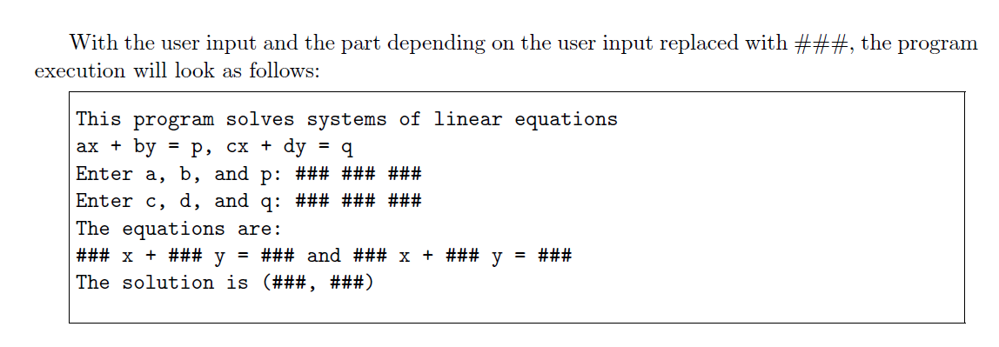 With the user input and the part depending on the user input replaced with ###, the program
execution will look as follows:
This program solves systems of linear equations
ax + by = p, cx + dy = q
Enter a, b, and p: ### ### ###
Enter c, d, and q: ### ### ###
The equations are:
### x + ### y = ### and ### x + ### y = ###
The solution is (###, ###)